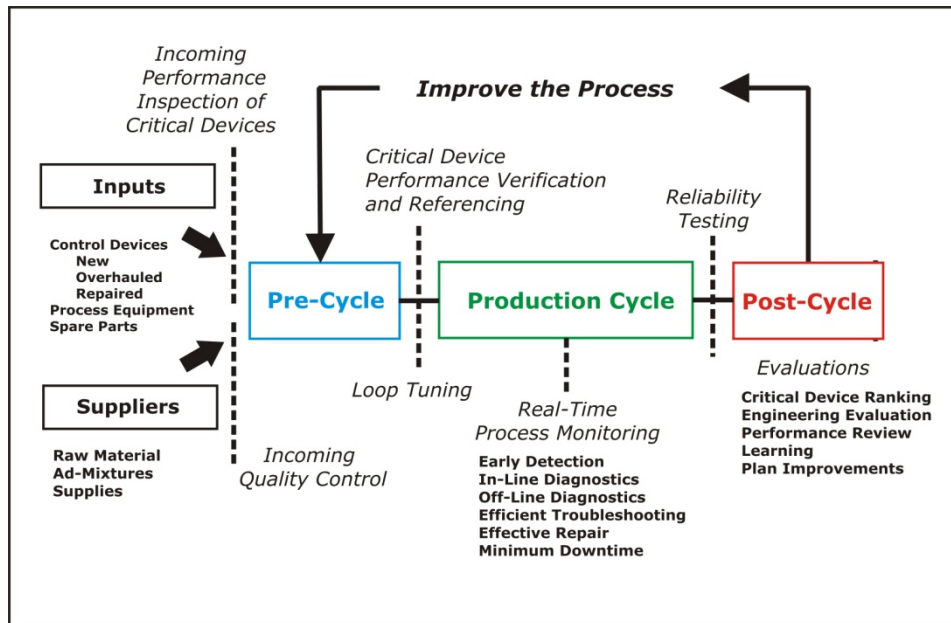 Incoming
Performance
Inspection of
Critical Devices
Improve the Process
Critical Device
Performance Verification
and Referencing
Reliability
Testing
Inputs
Control Devices
New
Overhauled
Repaired
Process Equipment
Spare Parts
Pre-Cycle
Production Cycle
Post-Cycle
Suppliers
Raw Material
Ad-Mixtures
Supplies
Incoming
Quality Control
Loop Tuning
Real-Time
Process Monitoring
Early Detection
In-Line Diagnostics
Off-Line Diagnostics
Efficient Troubleshooting
Effective Repair
Minimum Downtime
Evaluations
Critical Device Ranking
Engineering Evaluation
Performance Review
Learning
Plan Improvements